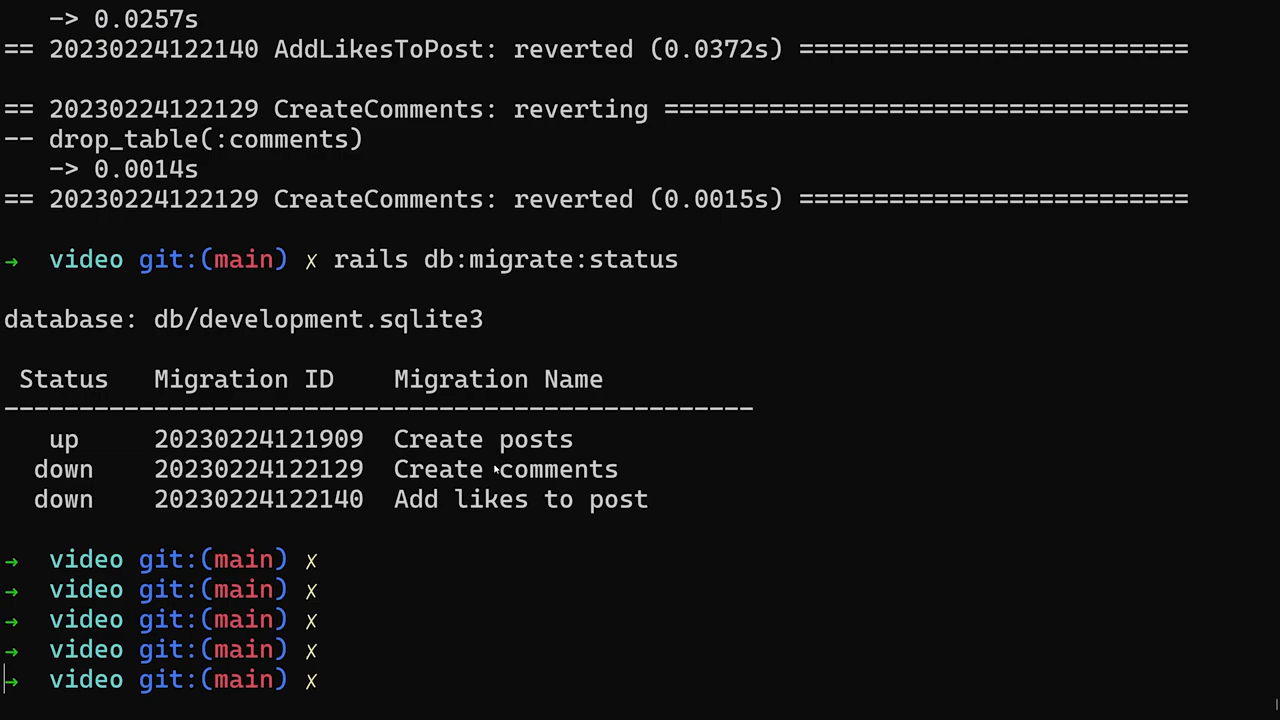 -> 0.0257s
== 20230224122140 AddLikesToPost: reverted (0.0372s) ==========================
== 20230224122129 CreateComments: reverting ===================================
-- drop_table(:comments)
-> 0.0014s
== 20230224122129 CreateComments: reverted (0.0015s) ==========================
→ video git:(main) ✗ rails db:migrate:status
database: db/development.sqlite3
Status Migration ID Migration Name
--------------------------------------------------
up 20230224121909 Create posts
down 20230224122129 Create comments
down 20230224122140 Add likes to post
→ video git:(main) ✗
→ video git:(main) ✗
→ video git:(main) ✗
→ video git:(main) ✗
→ video git:(main) ✗